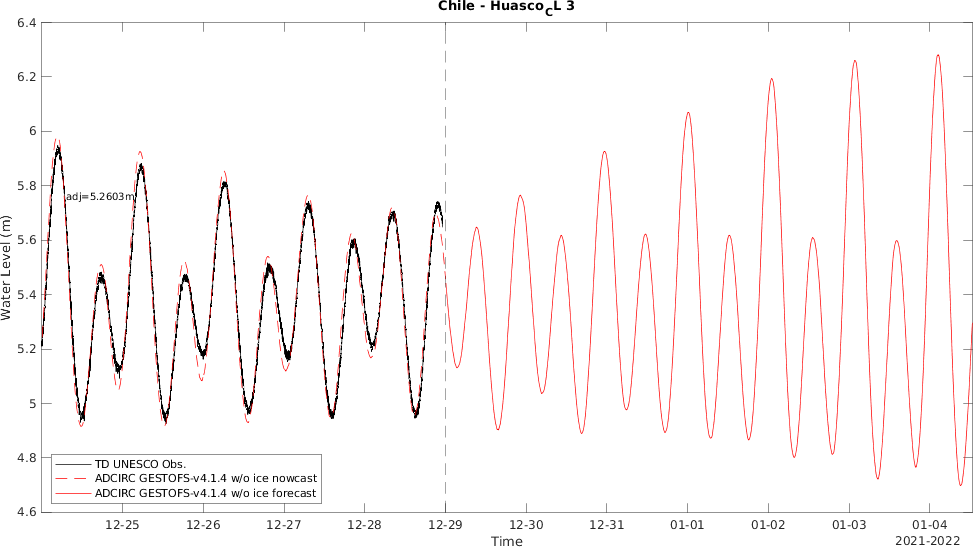 Chile - Huasco_CL 3
6.4
6.2
6
5.8
5.6
5.4
5.2
5
4.8
4.6
Water Level (m)
adj=5.2603m
TD UNESCO Obs.
ADCIRC GESTOFS-v4.1.4 w/o ice nowcast
ADCIRC GESTOFS-v4.1.4 w/o ice forecast
12-25 12-26 12-27 12-28 12-29 12-30 12-31 01-01 01-02 01-03 01-04
Time
2021-2022